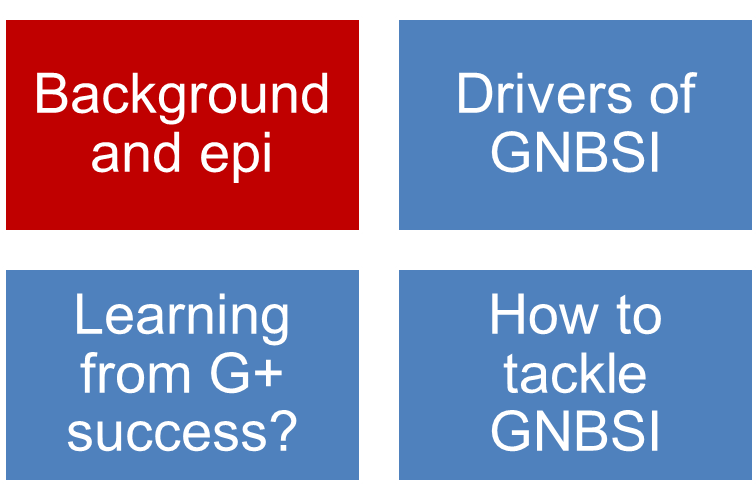 Background
and epi
Drivers of
GNBSI
Learning
from G+
success?
How to
tackle
GNBSI